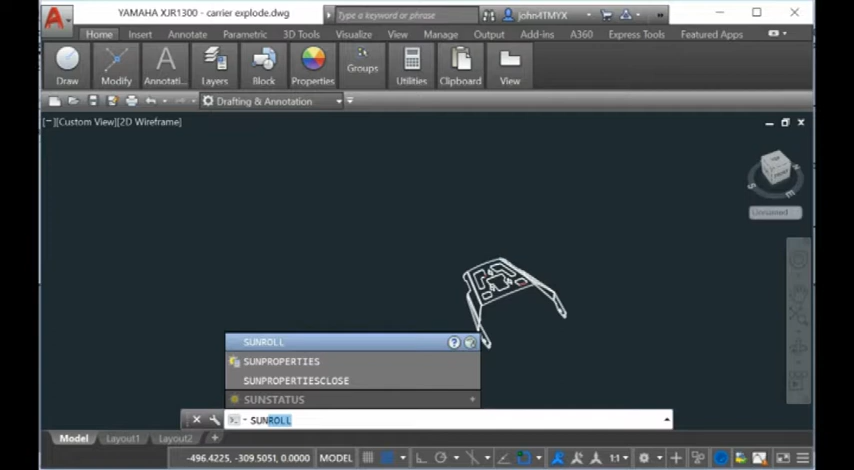 YAMAHA XJR1300 - carrier explode.dwg
Type a keyword or phrase
john4TMYX
Home Insert Annotate Parametric 3D Tools Visualize View Manage Output Add-ins A360 Express Tools Featured Apps
Draw Modify Annotati... Layers Block Properties Groups Utilities Clipboard View
Drafting & Annotation
[−][Custom View][2D Wireframe]
TOP
Unnamed
SUNROLL
SUNPROPERTIES
SUNPROPERTIESCLOSE
SUNSTATUS
SUNROLL
Model Layout1 Layout2
-496.4225, -309.5051, 0.0000 MODEL 1:1